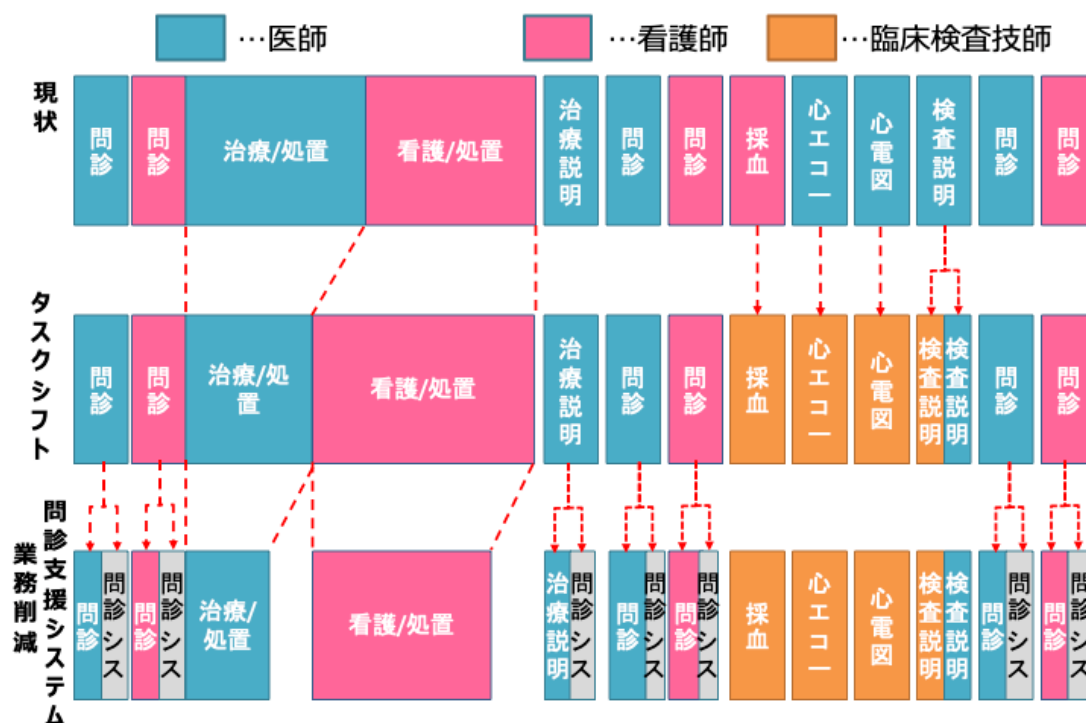 …医師
…看護師
…臨床検査技師
現状
問診
問診
治療/処置
看護/処置
治療説明
問診
問診
採血
心エコー
心電図
検査説明
問診
問診
タスクシフト
問診
問診
治療/処
置
看護/処置
治療説明
問診
問診
採血
心エコー
心電図
検査説明
検査説明
問診
問診
問診支援システム
業務削減
問診
問診シス
問診
問診シス
治療/
処置
看護/処置
治療説明
問診シス
問診
問診シス
問診
問診シス
採血
心エコー
心電図
検査説明
検査説明
問診
問診シス
問診
問診シス